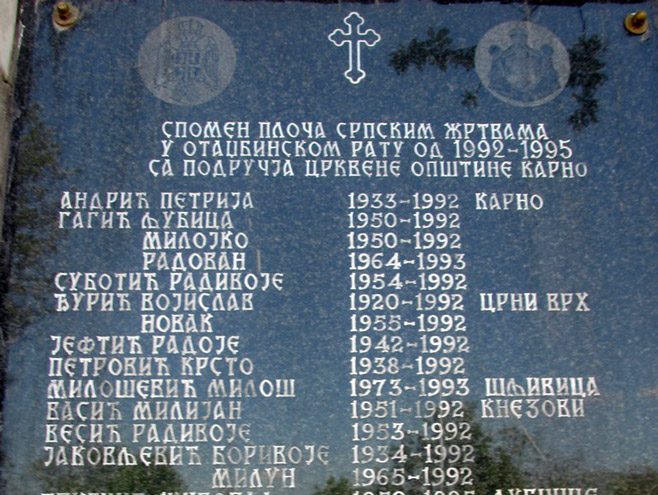 СПОМЕН ПЛОЧА СРПСКИМ ЖРТВАМА
У ОТАЏБИНСКОМ РАТУ ОД 1992-1995
СА ПОДРУЧЈА ЦРКВЕНЕ ОПШТИНЕ КАРНО
АНДРИЋ ПЕТРИЈА 1933-1992 КАРНО
ГАГИЋ ЉУБИЦА 1950-1992
МИЛОЈКО 1950-1992
РАДОВАН 1964-1993
СУБОТИЋ РАДИВОЈЕ 1954-1992
ЂУРИЋ ВОЈИСЛАВ 1920-1992 ЦРНИ ВРХ
НОВАК 1955-1992
ЈЕФТИЋ РАДОЈЕ 1942-1992
ПЕТРОВИЋ КРСТО 1938-1992
МИЛОШЕВИЋ МИЛОШ 1973-1993 ШЉИВИЦА
ВАСИЋ МИЛИЈАН 1951-1992 КНЕЗОВИ
ВЕСИЋ РАДИВОЈЕ 1953-1992
ЈАКОВЉЕВИЋ БОРИВОЈЕ 1934-1992
МИЛУН 1965-1992